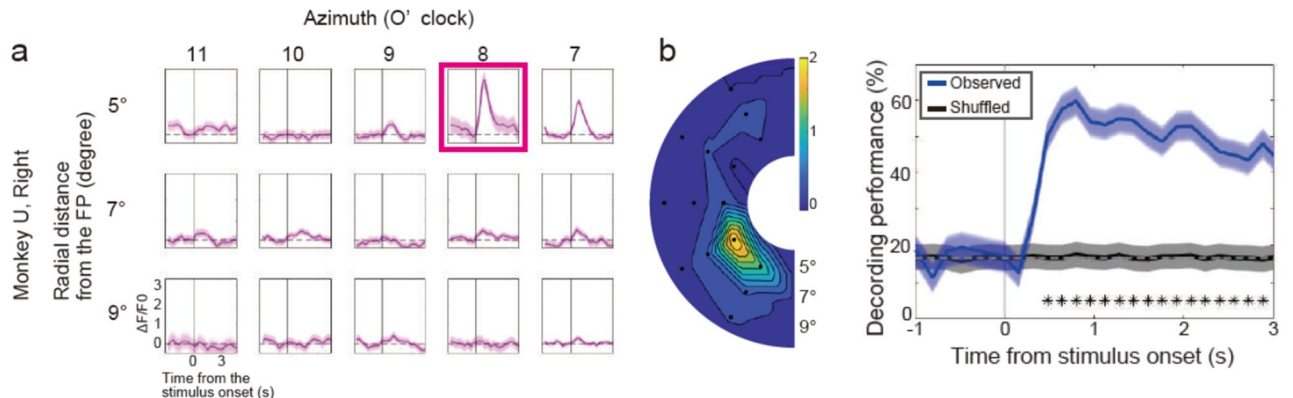 Azimuth (O' clock)
a
11 10 9 8 7
Monkey U, Right
Radial distance
from the FP (degree)
5°
7°
9°
3
2
1
0
ΔF/F0
0 3
Time from the
stimulus onset (s)
b
2
1
0
5°
7°
9°
Decording performance (%)
60
40
20
0
Observed
Shuffled
****************
-1 0 1 2 3
Time from stimulus onset (s)